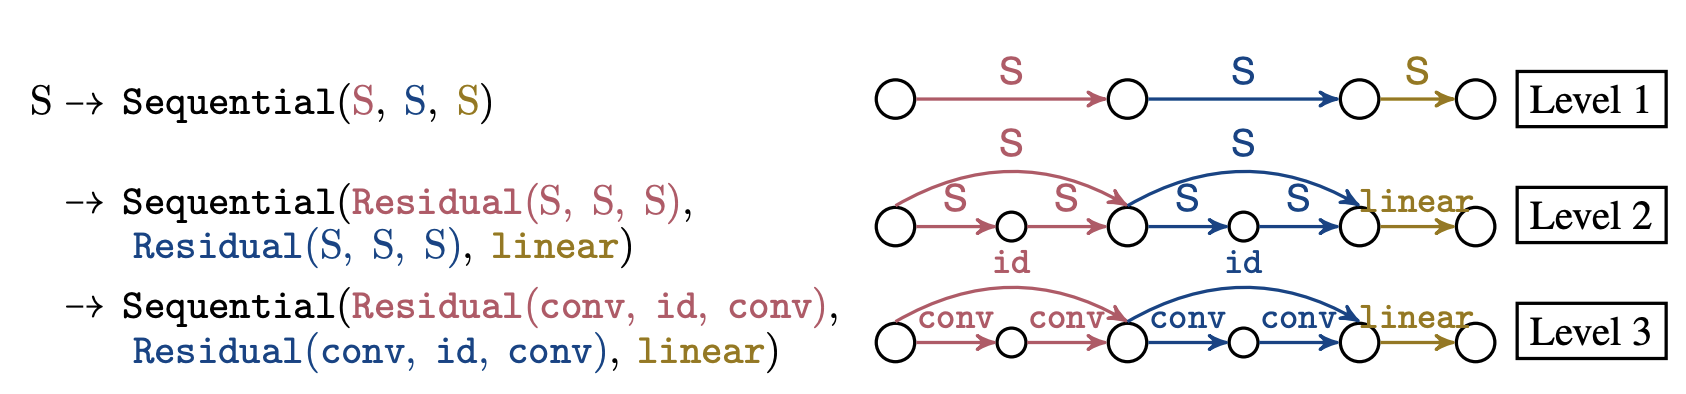 S → Sequential(S, S, S)
→ Sequential(Residual(S, S, S),
Residual(S, S, S), linear)
→ Sequential(Residual(conv, id, conv),
Residual(conv, id, conv), linear)
S S S
Level 1
S S
S S S S linear
Level 2
id id
conv conv conv conv linear
Level 3